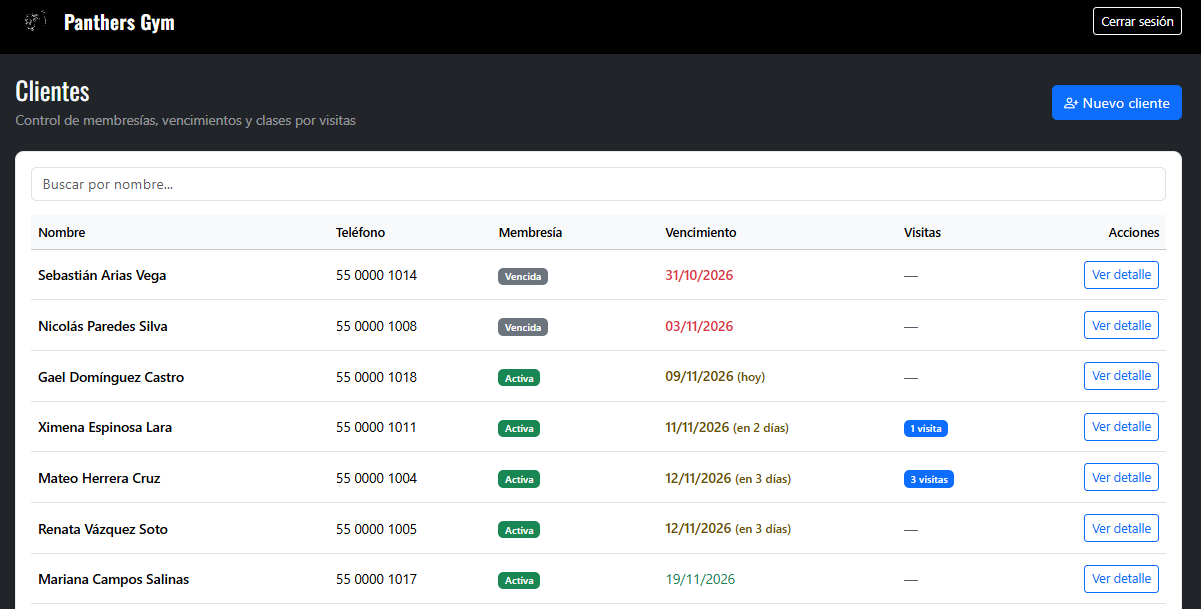 Panthers Gym
Cerrar sesión
Clientes
Control de membresías, vencimientos y clases por visitas
Nuevo cliente
Buscar por nombre...
Nombre Teléfono Membresía Vencimiento Visitas Acciones
Sebastián Arias Vega 55 0000 1014 Vencida 31/10/2026 — Ver detalle
Nicolás Paredes Silva 55 0000 1008 Vencida 03/11/2026 — Ver detalle
Gael Domínguez Castro 55 0000 1018 Activa 09/11/2026 (hoy) — Ver detalle
Ximena Espinosa Lara 55 0000 1011 Activa 11/11/2026 (en 2 días) 1 visita Ver detalle
Mateo Herrera Cruz 55 0000 1004 Activa 12/11/2026 (en 3 días) 3 visitas Ver detalle
Renata Vázquez Soto 55 0000 1005 Activa 12/11/2026 (en 3 días) — Ver detalle
Mariana Campos Salinas 55 0000 1017 Activa 19/11/2026 — Ver detalle